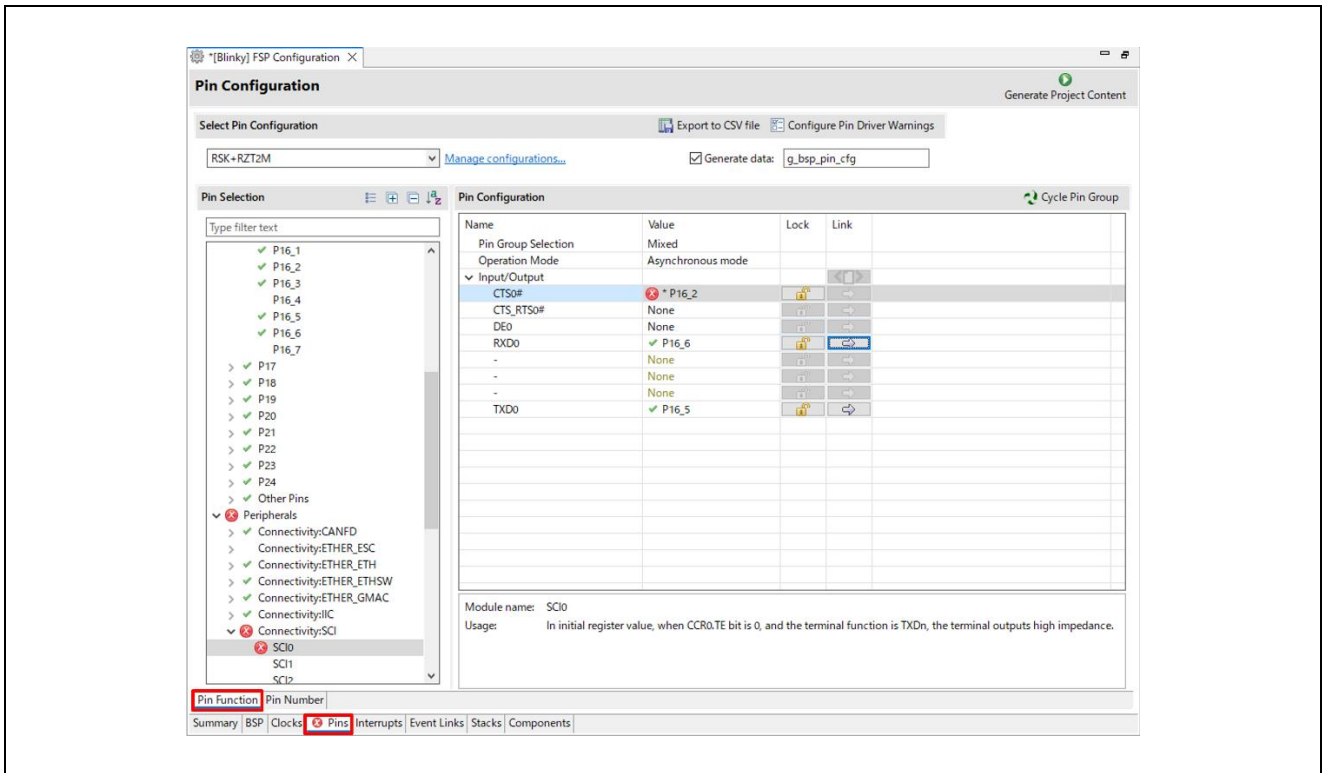 *[Blinky] FSP Configuration
Pin Configuration
Generate Project Content
Select Pin Configuration
Export to CSV file
Configure Pin Driver Warnings
RSK+RZT2M
Manage configurations...
Generate data:
g_bsp_pin_cfg
Pin Selection
Type filter text
P16_1
P16_2
P16_3
P16_4
P16_5
P16_6
P16_7
P17
P18
P19
P20
P21
P22
P23
P24
Other Pins
Peripherals
Connectivity:CANFD
Connectivity:ETHER_ESC
Connectivity:ETHER_ETH
Connectivity:ETHER_ETHSW
Connectivity:ETHER_GMAC
Connectivity:IIC
Connectivity:SCI
SCI0
SCI1
SCI2
Pin Configuration
Cycle Pin Group
Name Value Lock Link
Pin Group Selection Mixed
Operation Mode Asynchronous mode
Input/Output
CTS0# * P16_2
CTS_RTS0# None
DE0 None
RXD0 P16_6
- None
- None
- None
TXD0 P16_5
Module name: SCI0
Usage: In initial register value, when CCR0.TE bit is 0, and the terminal function is TXDn, the terminal outputs high impedance.
Pin Function Pin Number
Summary BSP Clocks Pins Interrupts Event Links Stacks Components